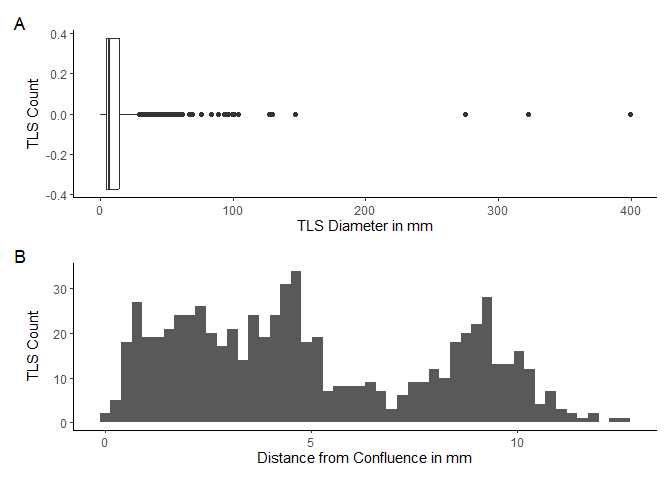 A
0.4
0.2
0.0
-0.2
-0.4
TLS Count
0 100 200 300 400
TLS Diameter in mm
B
30
20
10
0
TLS Count
0 5 10
Distance from Confluence in mm